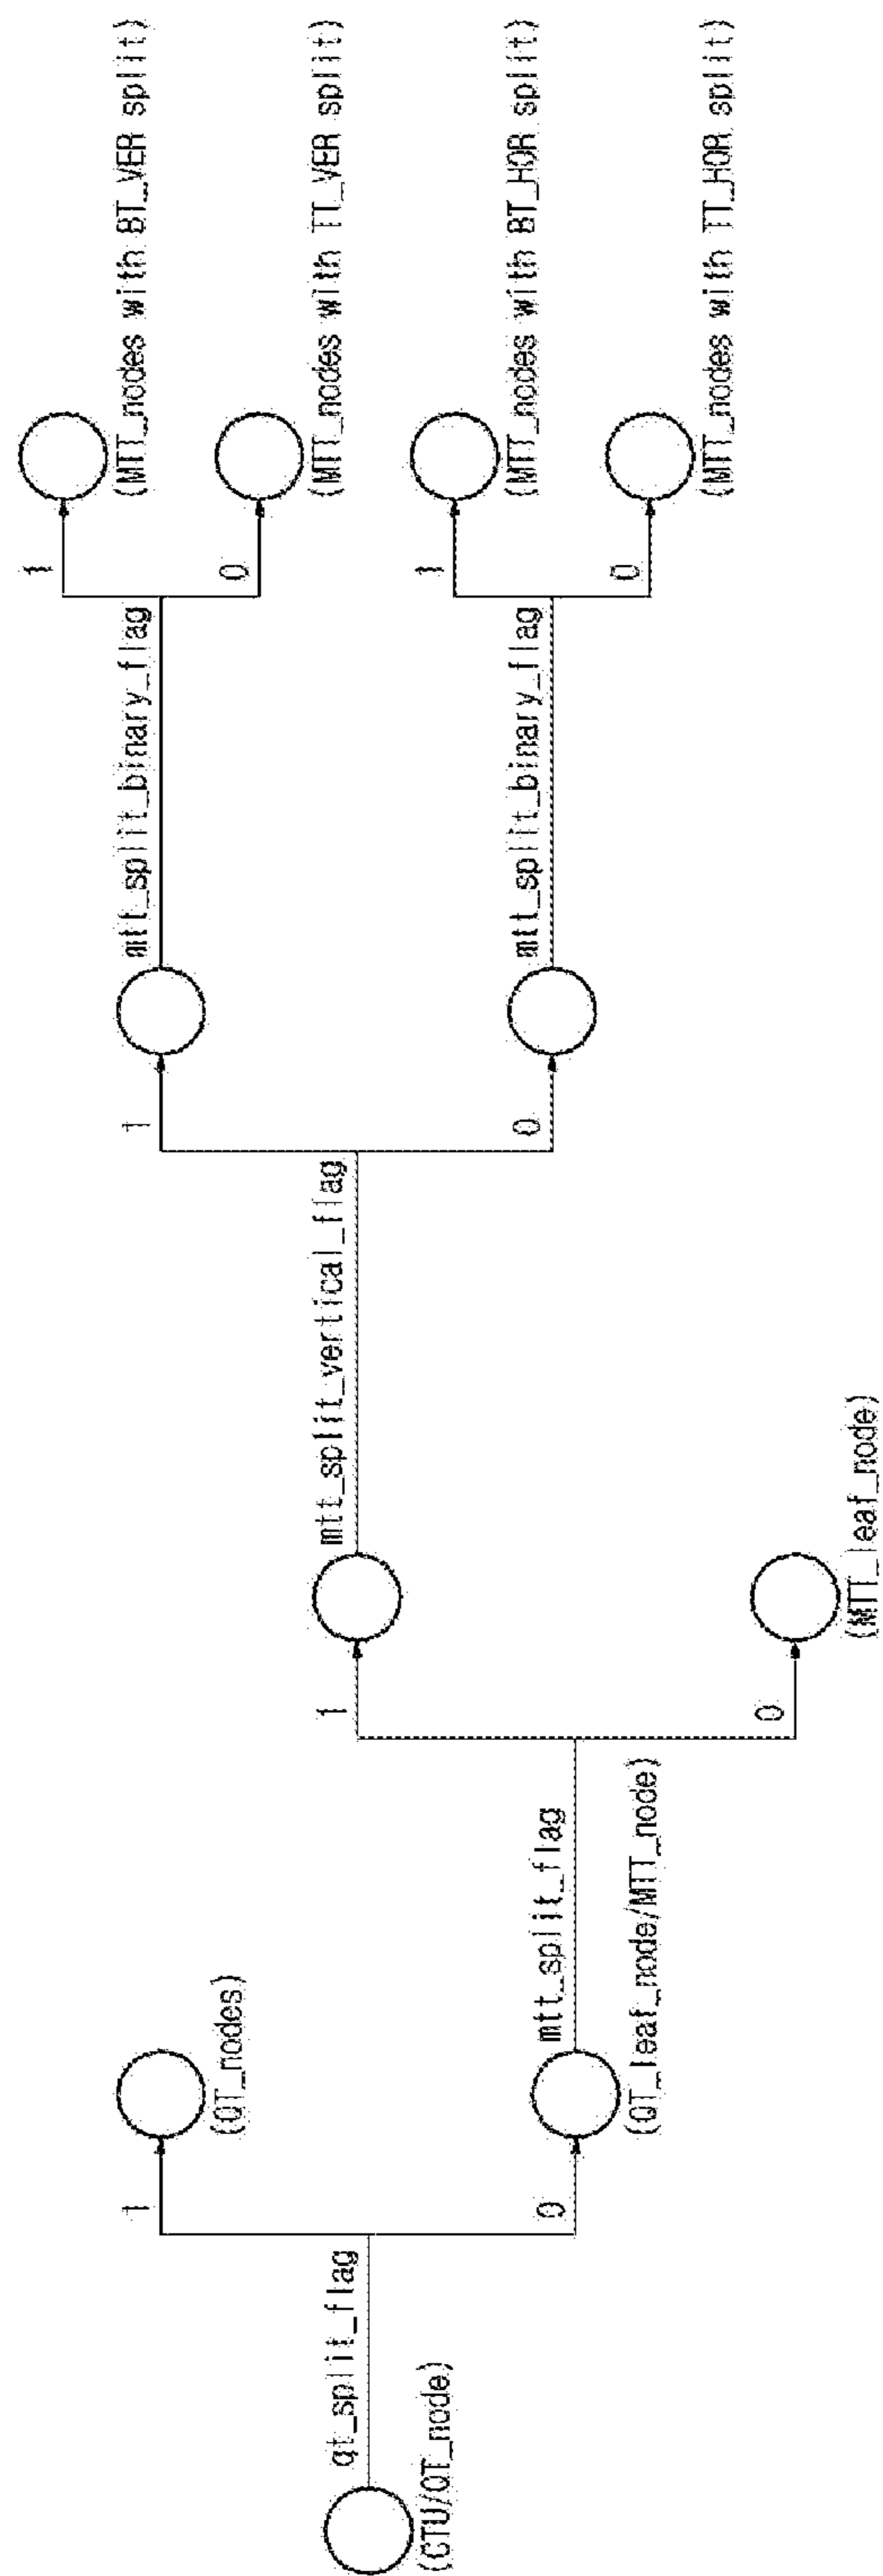 qt_split_flag
(CTU/QT_node)
1
(QT_nodes)
0
(QT_leaf_node/MTT_node)
mtt_split_flag
1
0
(MTT_leaf_node)
mtt_split_vertical_flag
1
0
mtt_split_binary_flag
1
(MTT_nodes with BT_VER split)
0
(MTT_nodes with TT_VER split)
mtt_split_binary_flag
1
(MTT_nodes with BT_HOR split)
0
(MTT_nodes with TT_HOR split)